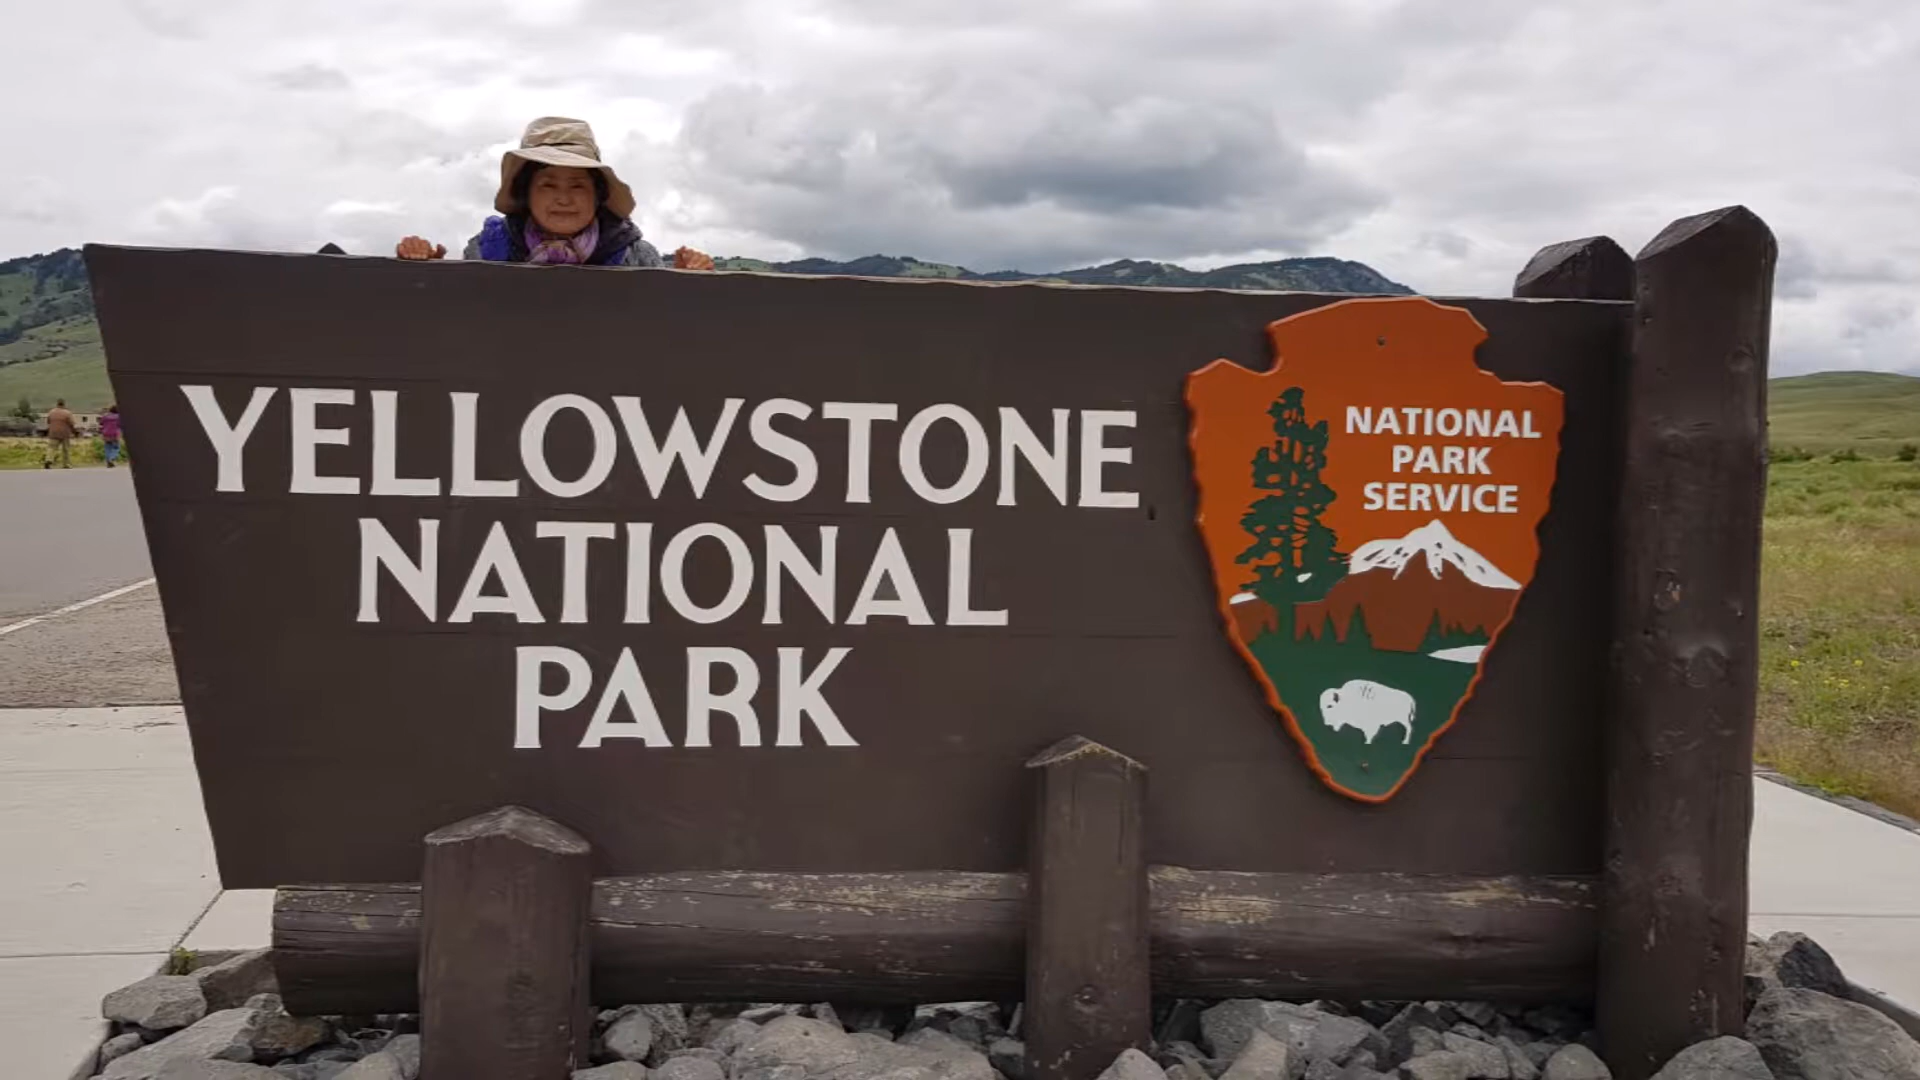 YELLOWSTONE
NATIONAL
PARK
NATIONAL
PARK
SERVICE